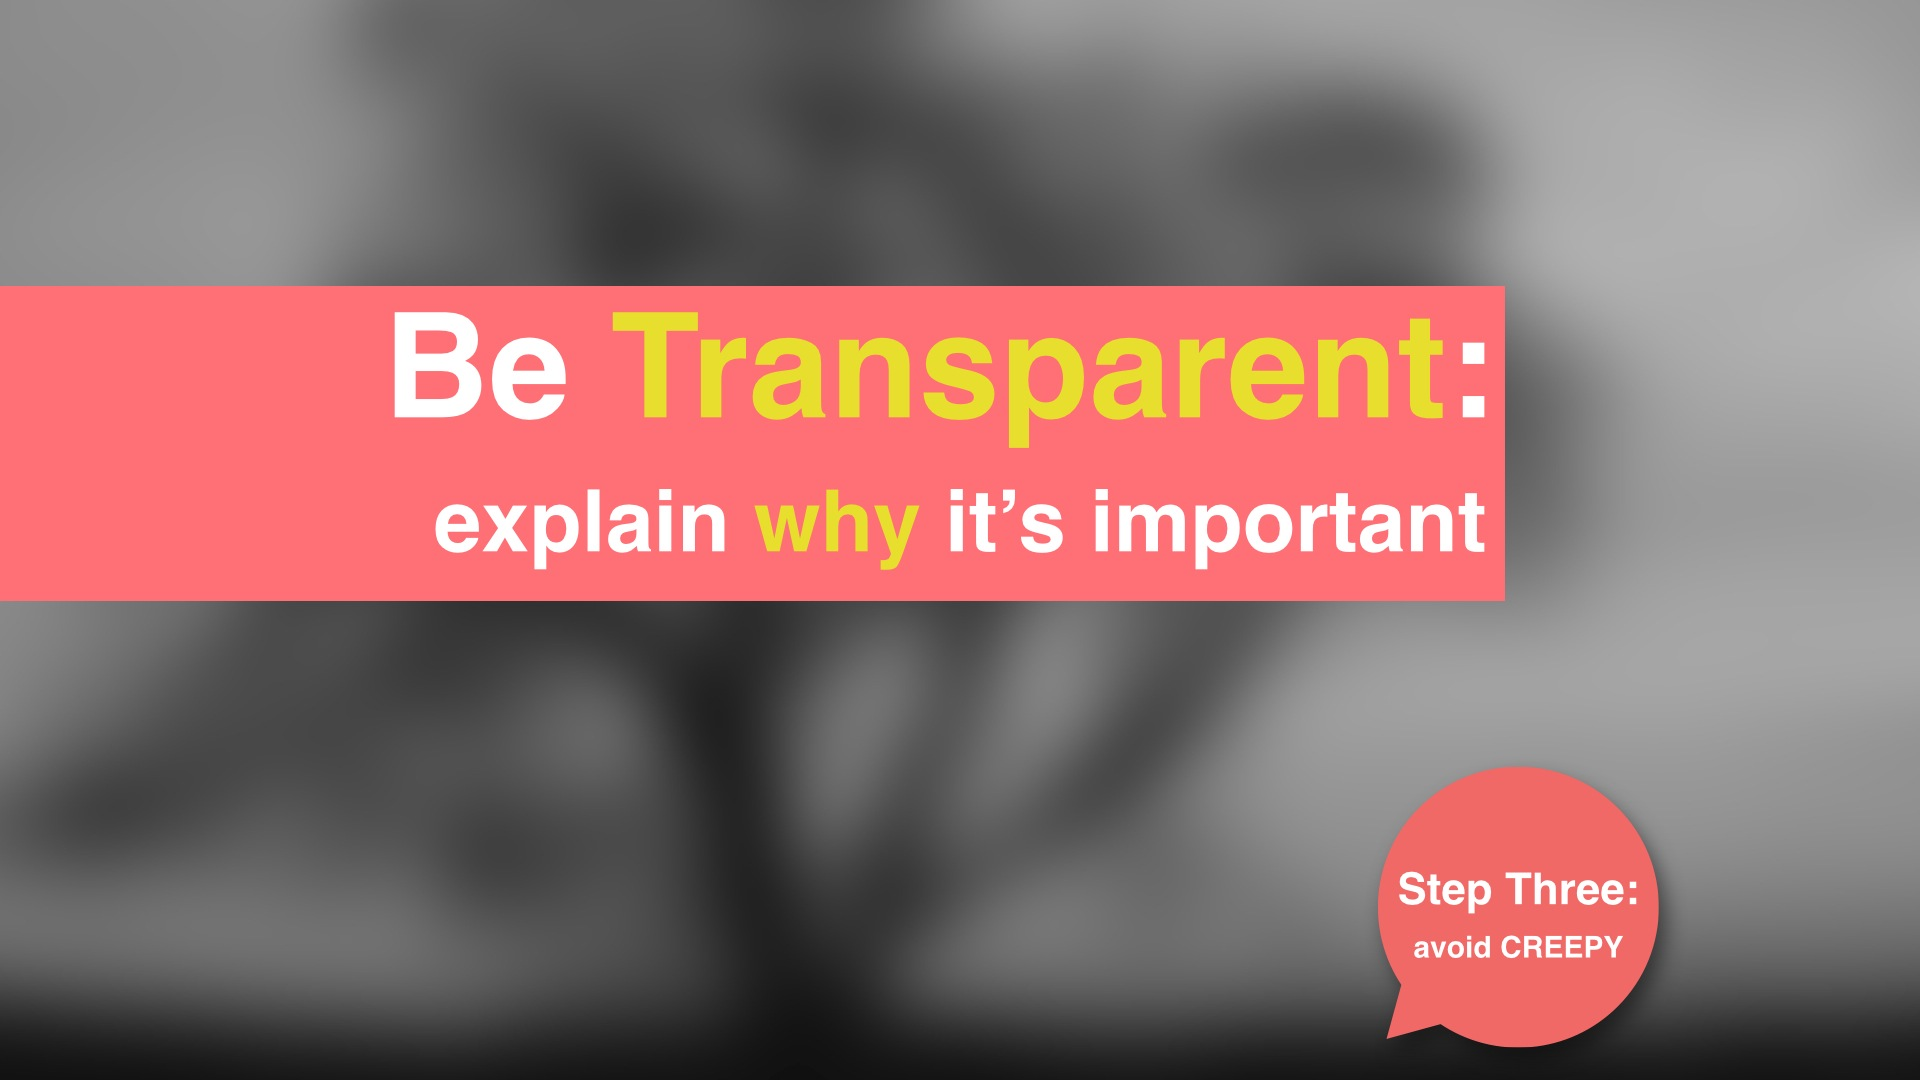 Be Transparent:
explain why it’s important
Step Three:
avoid CREEPY